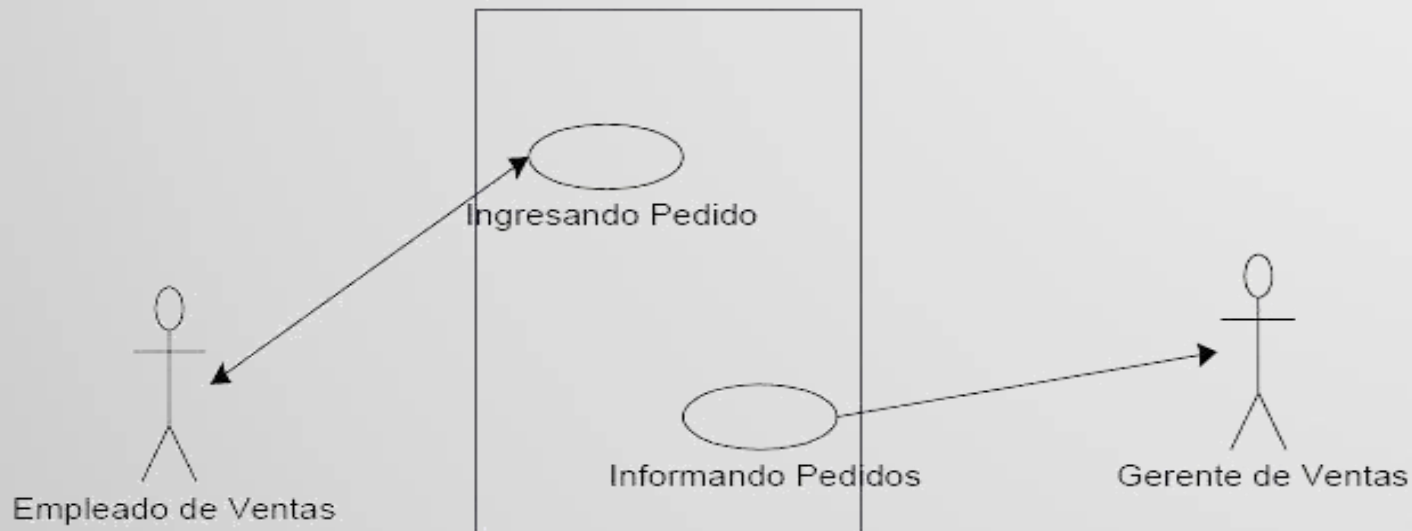 Ingresando Pedido
Informando Pedidos
Gerente de Ventas
Empleado de Ventas